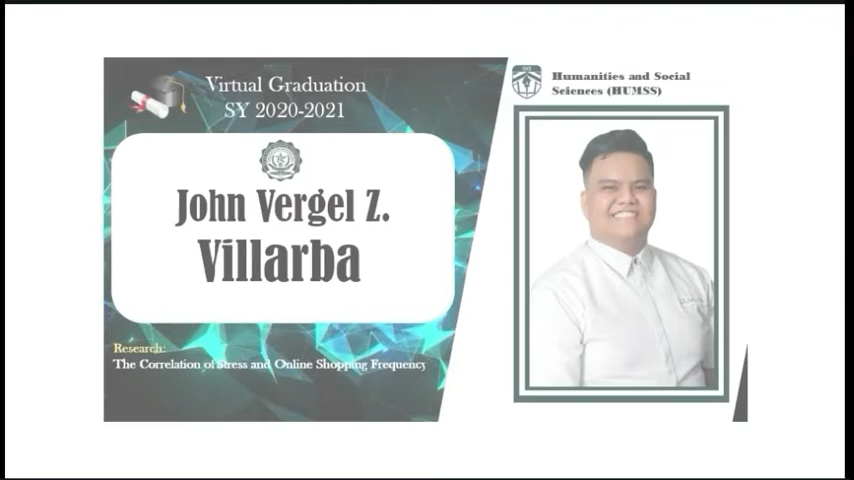 Virtual Graduation
SY 2020-2021
John Vergel Z.
Villarba
Research:
The Correlation of Stress and Online Shopping Frequency
Humanities and Social
Sciences (HUMSS)